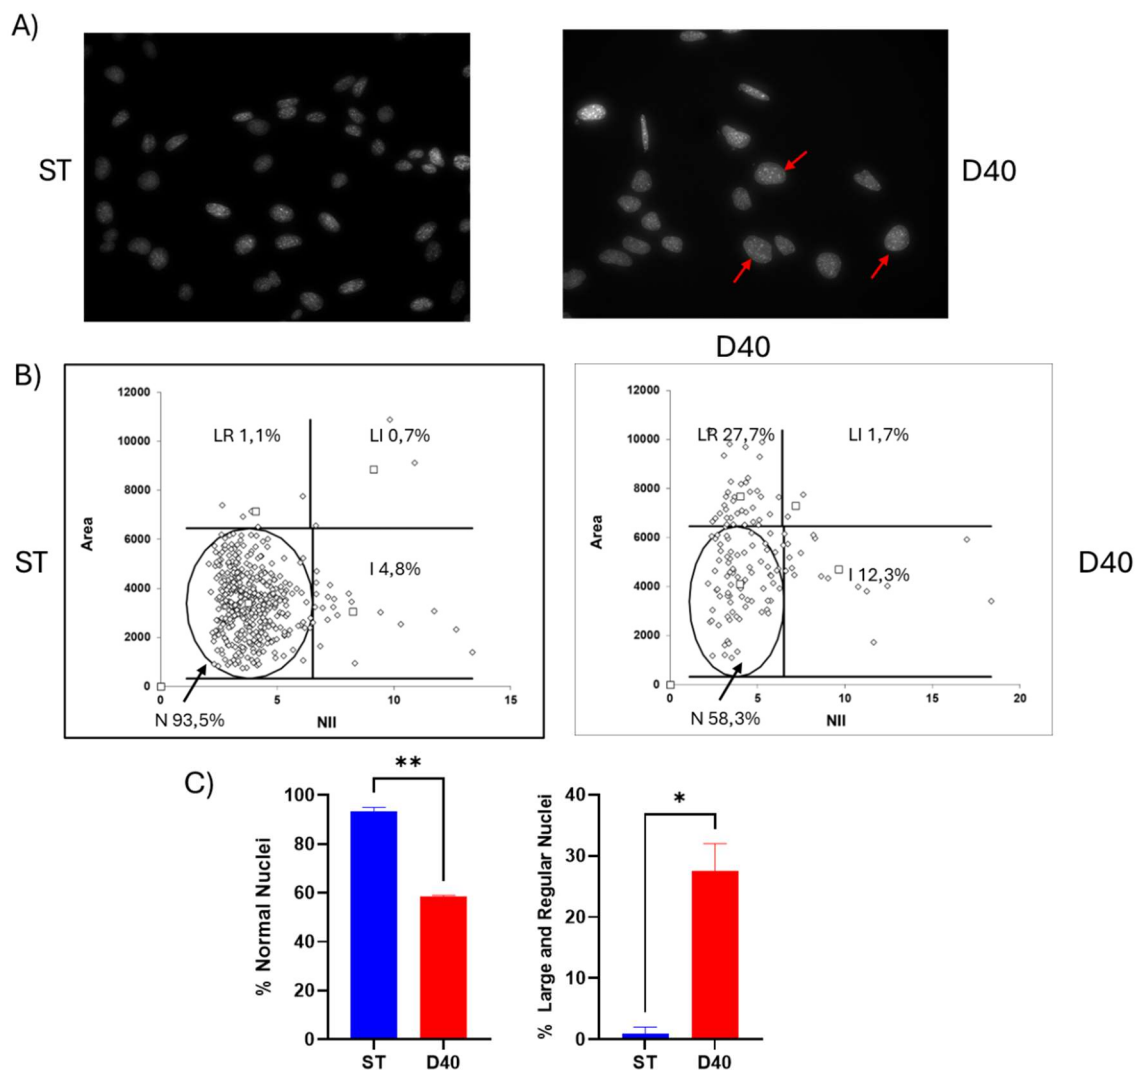 A)
ST
D40
D40
B)
12000
10000
8000
6000
4000
2000
0
Area
LR 1,1%
LI 0,7%
I 4,8%
N 93,5%
0
5
10
15
NII
ST
12000
10000
8000
6000
4000
2000
0
Area
LR 27,7%
LI 1,7%
I 12,3%
N 58,3%
0
5
10
15
20
NII
D40
C)
% Normal Nuclei
100
80
60
40
20
0
**
ST
D40
% Large and Regular Nuclei
40
30
20
10
0
*
ST
D40